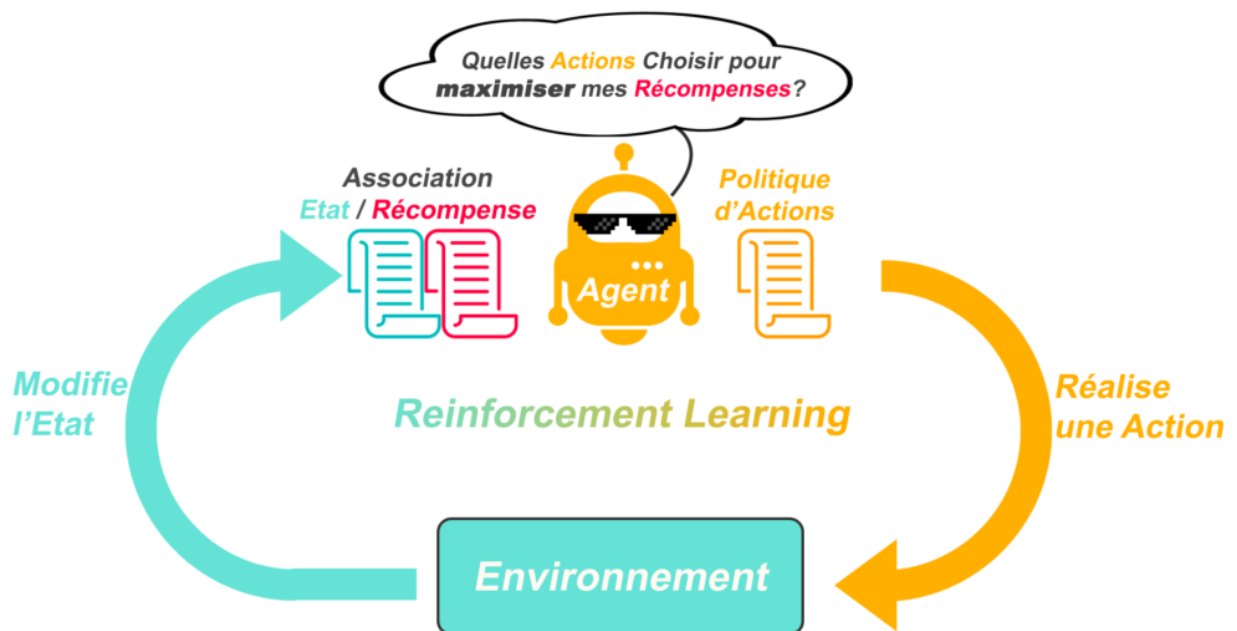 Quelles Actions Choisir pour
maximiser mes Récompenses?
Association
Etat / Récompense
Politique
d'Actions
Agent
Modifie
l'Etat
Reinforcement Learning
Réalise
une Action
Environnement